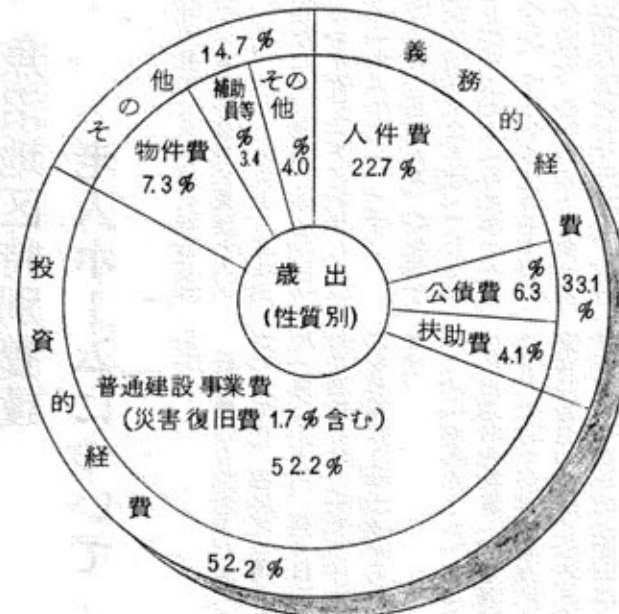 歳出
(性質別)
義務的経費
33.1
%
人件費
22.7%
公債費 6.3%
扶助費 4.1%
投資的経費
52.2%
普通建設事業費
(災害復旧費1.7%含む)
52.2%
その他
14.7%
物件費
7.3%
補助
員等
%
3.4
その
他
%
4.0